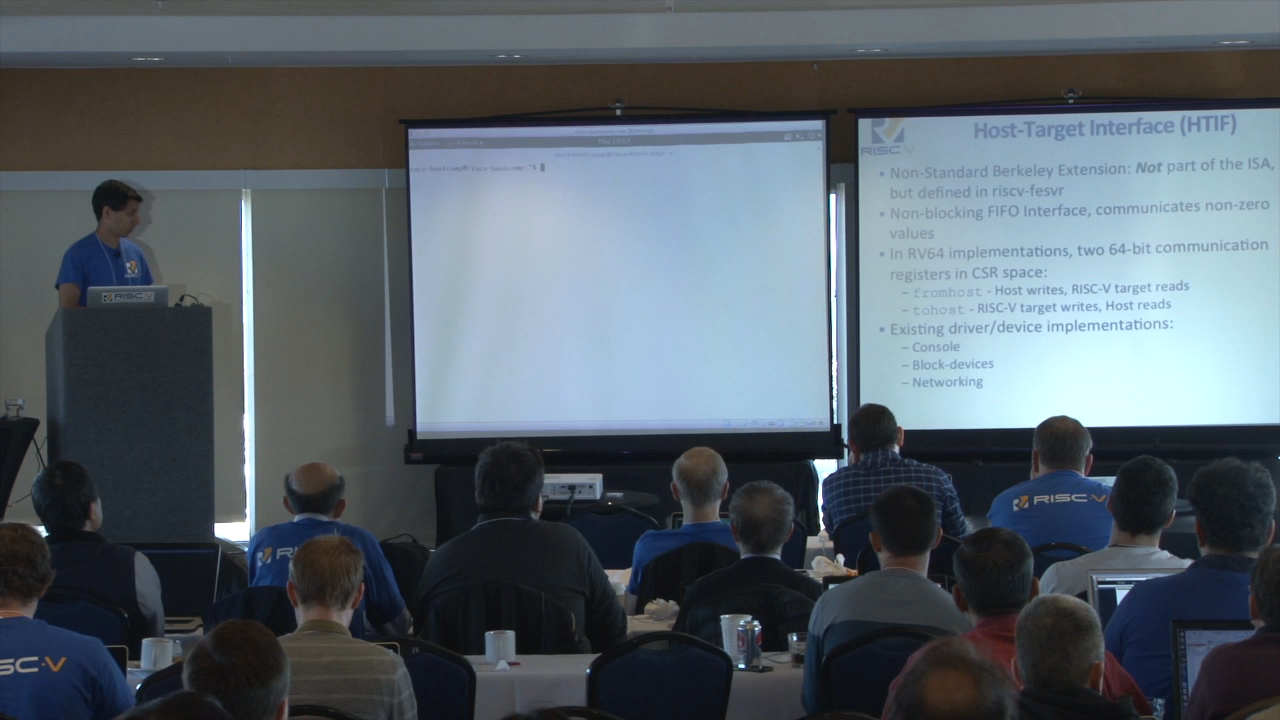 RISC-V
Host-Target Interface (HTIF)
RISC V
▪ Non-Standard Berkeley Extension: Not part of the ISA,
but defined in riscv-fesvr
▪ Non-blocking FIFO Interface, communicates non-zero
values
▪ In RV64 implementations, two 64-bit communication
registers in CSR space:
– fromhost - Host writes, RISC-V target reads
– tohost - RISC-V target writes, Host reads
▪ Existing driver/device implementations:
– Console
– Block-devices
– Networking
RISC-V
SC-V